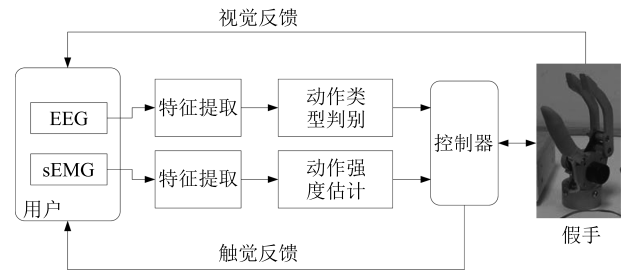 视觉反馈
EEG
特征提取
动作类
型判别
控制器
sEMG
特征提取
动作强
度估计
用户
假手
触觉反馈